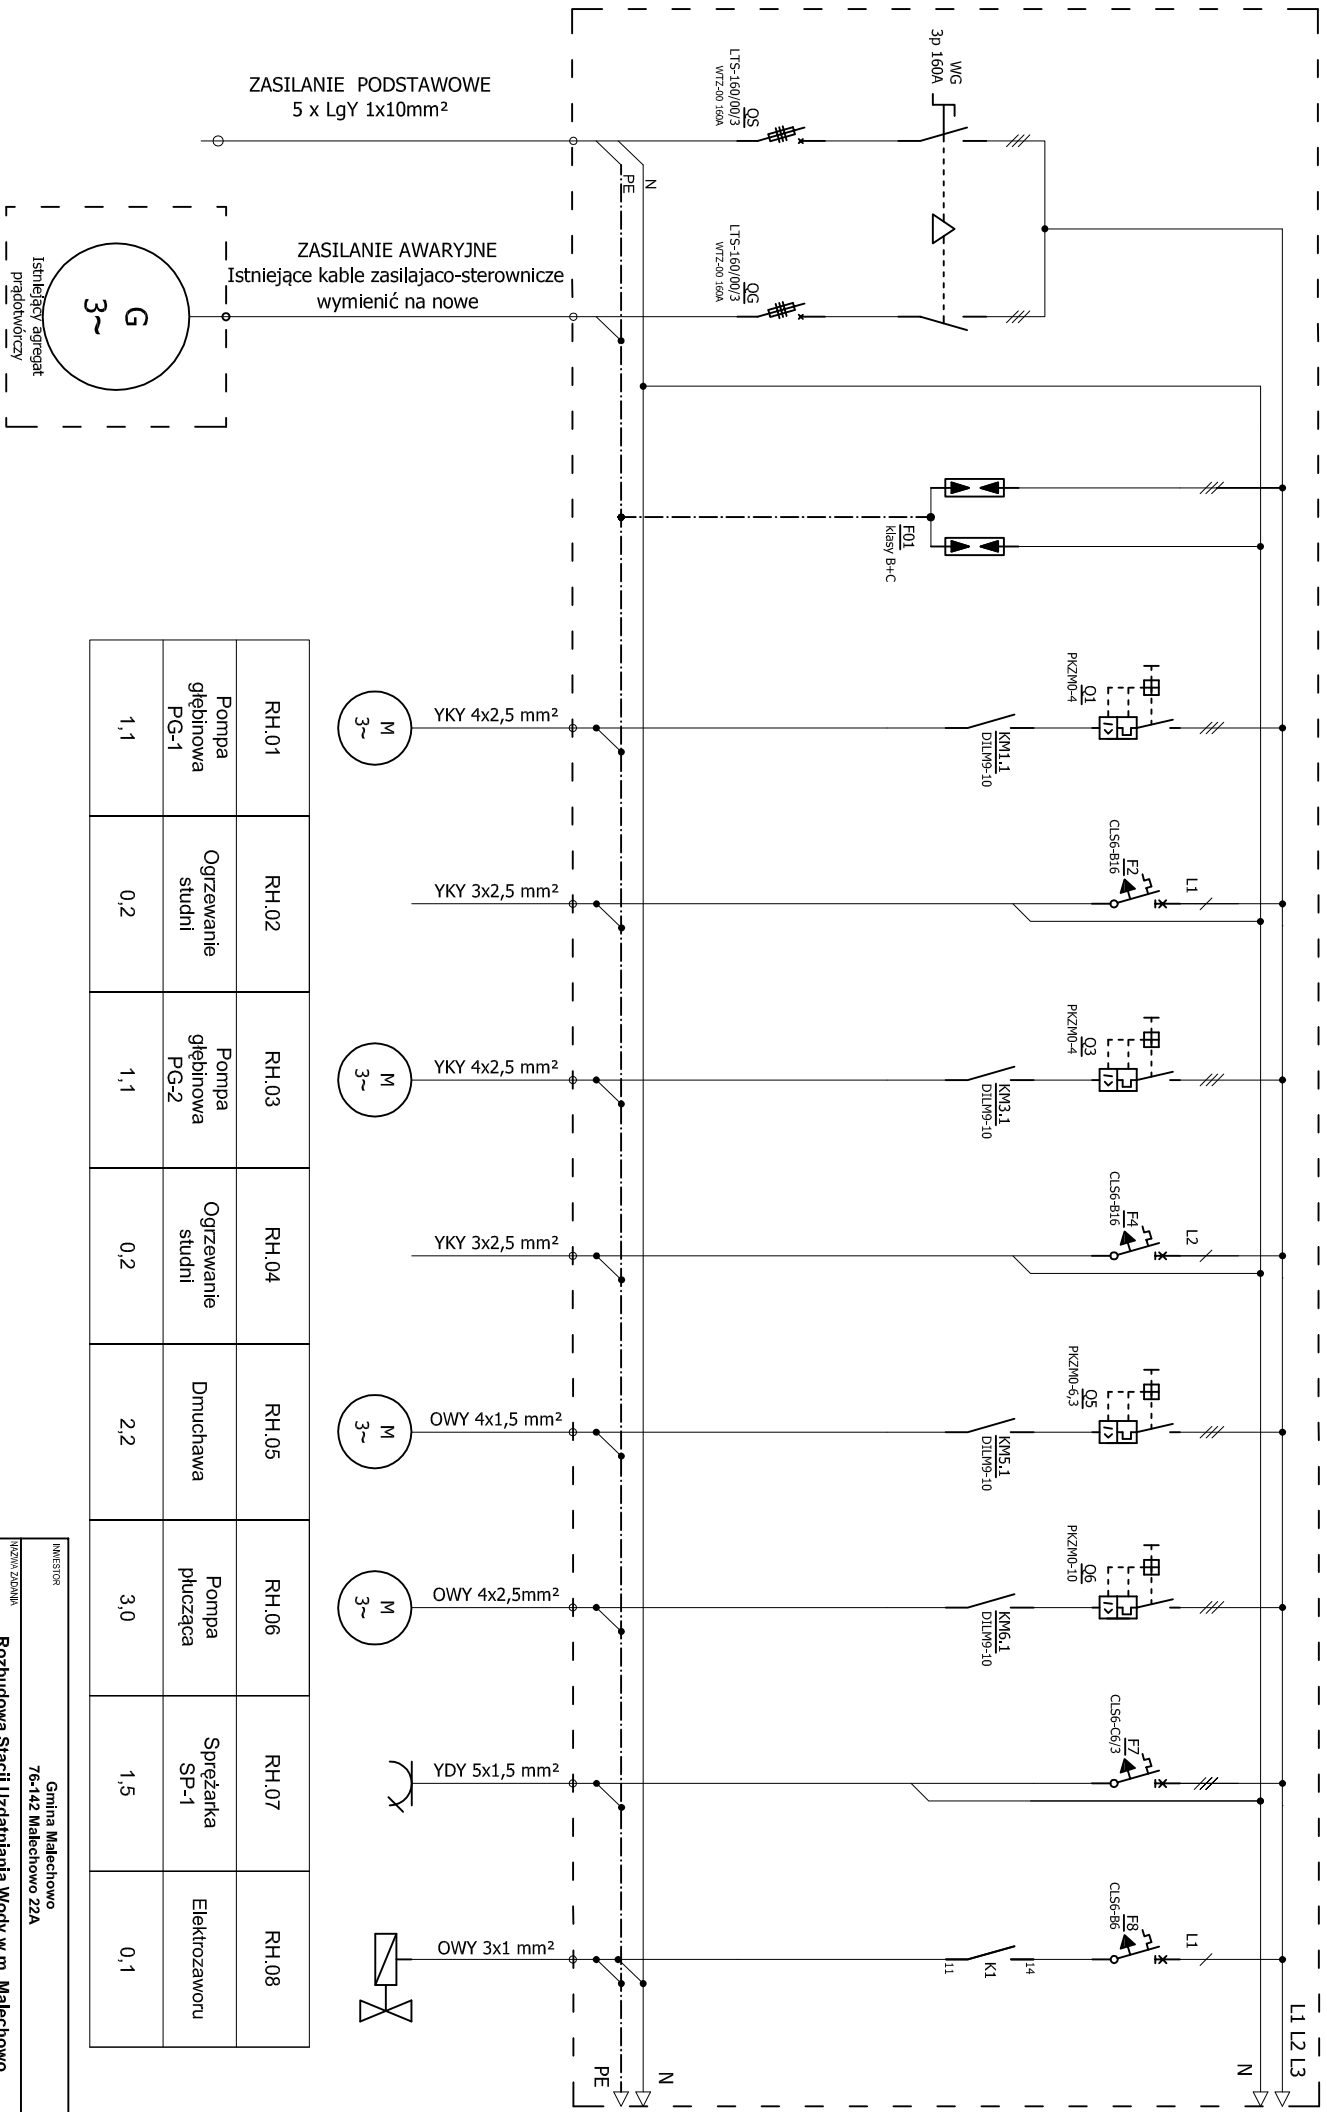 WG
3p 160A
QS
LTS-160/00/3
WTZ-00 160A
QG
LTS-160/00/3
WTZ-00 160A
ZASILANIE PODSTAWOWE
5 x LgY 1x10mm²
N
PE
ZASILANIE AWARYJNE
Istniejące kable zasilajaco-sterownicze
wymienić na nowe
G
3~
Istniejący agregat
prądotwórczy
F01
klasy B+C
Q1
PKZM0-4
KM1.1
DILM9-10
YKY 4x2,5 mm²
M
3~
RH.01
Pompa
głębinowa
PG-1
1,1
L1
F2
CLS6-B16
YKY 3x2,5 mm²
RH.02
Ogrzewanie
studni
0,2
Q3
PKZM0-4
KM3.1
DILM9-10
YKY 4x2,5 mm²
M
3~
RH.03
Pompa
głębinowa
PG-2
1,1
L2
F4
CLS6-B16
YKY 3x2,5 mm²
RH.04
Ogrzewanie
studni
0,2
Q5
PKZM0-6,3
KM5.1
DILM9-10
OWY 4x1,5 mm²
M
3~
RH.05
Dmuchawa
2,2
Q6
PKZM0-10
KM6.1
DILM9-10
OWY 4x2,5mm²
M
3~
RH.06
Pompa
płucząca
3,0
F7
CLS6-C6/3
YDY 5x1,5 mm²
RH.07
Sprężarka
SP-1
1,5
L1
F8
CLS6-B6
14
K1
11
OWY 3x1 mm²
RH.08
Elektrozaworu
0,1
L1 L2 L3
N
N
PE
INWESTOR
Gmina Malechowo
76-142 Malechowo 22A
NAZWA ZADANIA
Rozbudowa Stacji Uzdatniania Wody w m. Malechowo